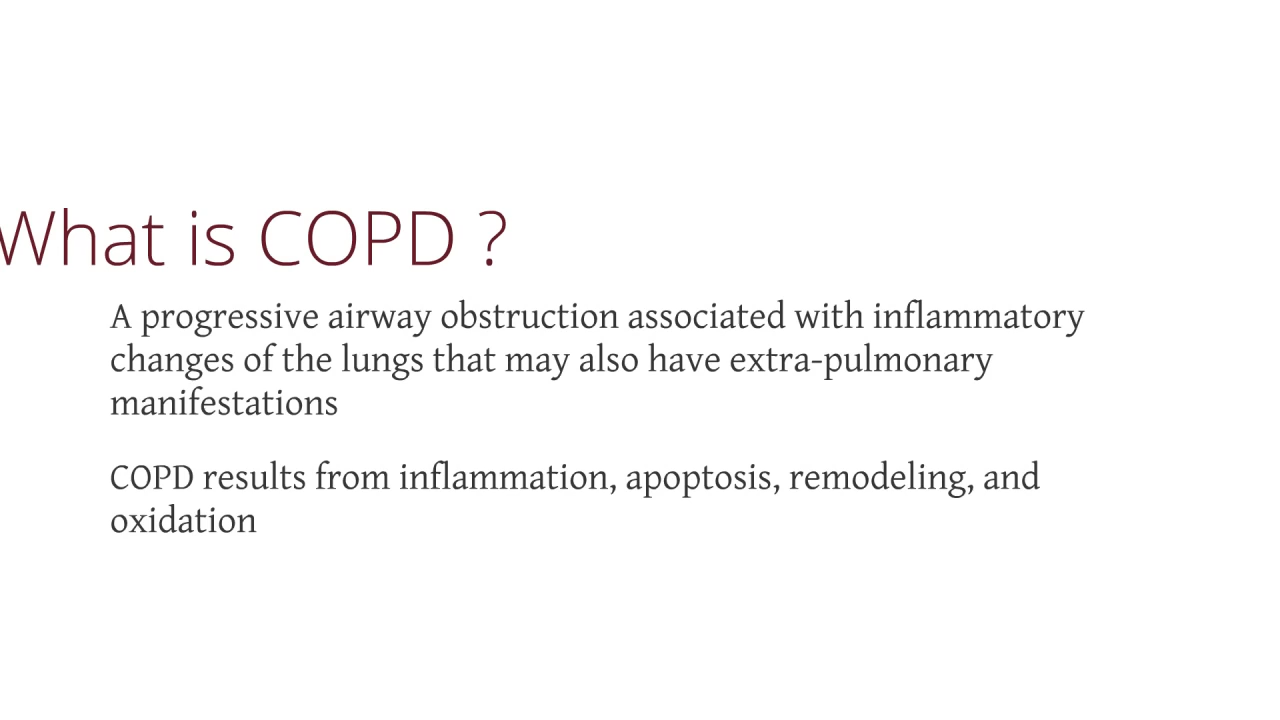 What is COPD ?
A progressive airway obstruction associated with inflammatory
changes of the lungs that may also have extra-pulmonary
manifestations
COPD results from inflammation, apoptosis, remodeling, and
oxidation